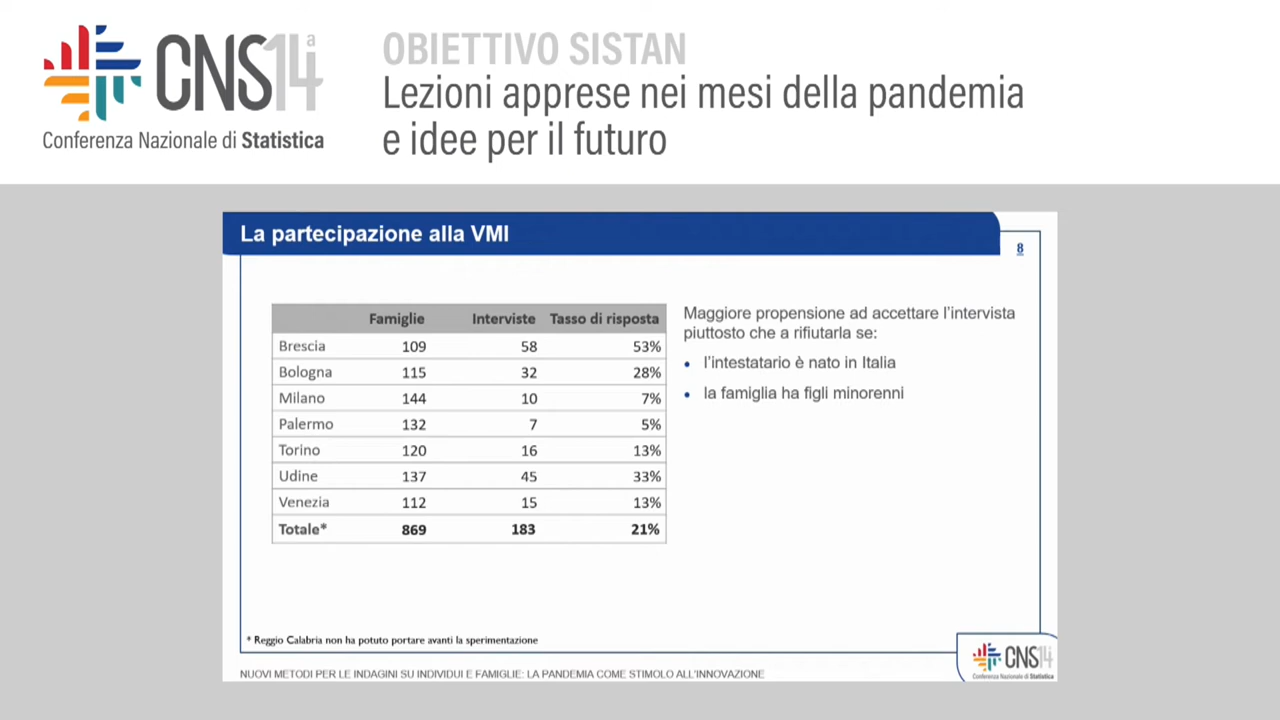 CNS14ª
Conferenza Nazionale di Statistica
OBIETTIVO SISTAN
Lezioni apprese nei mesi della pandemia
e idee per il futuro
La partecipazione alla VMI
8
Famiglie Interviste Tasso di risposta
Brescia 109 58 53%
Bologna 115 32 28%
Milano 144 10 7%
Palermo 132 7 5%
Torino 120 16 13%
Udine 137 45 33%
Venezia 112 15 13%
Totale* 869 183 21%
Maggiore propensione ad accettare l'intervista
piuttosto che a rifiutarla se:
• l'intestatario è nato in Italia
• la famiglia ha figli minorenni
* Reggio Calabria non ha potuto portare avanti la sperimentazione
NUOVI METODI PER LE INDAGINI SU INDIVIDUI E FAMIGLIE: LA PANDEMIA COME STIMOLO ALL'INNOVAZIONE
CNS14ª
Conferenza Nazionale di Statistica